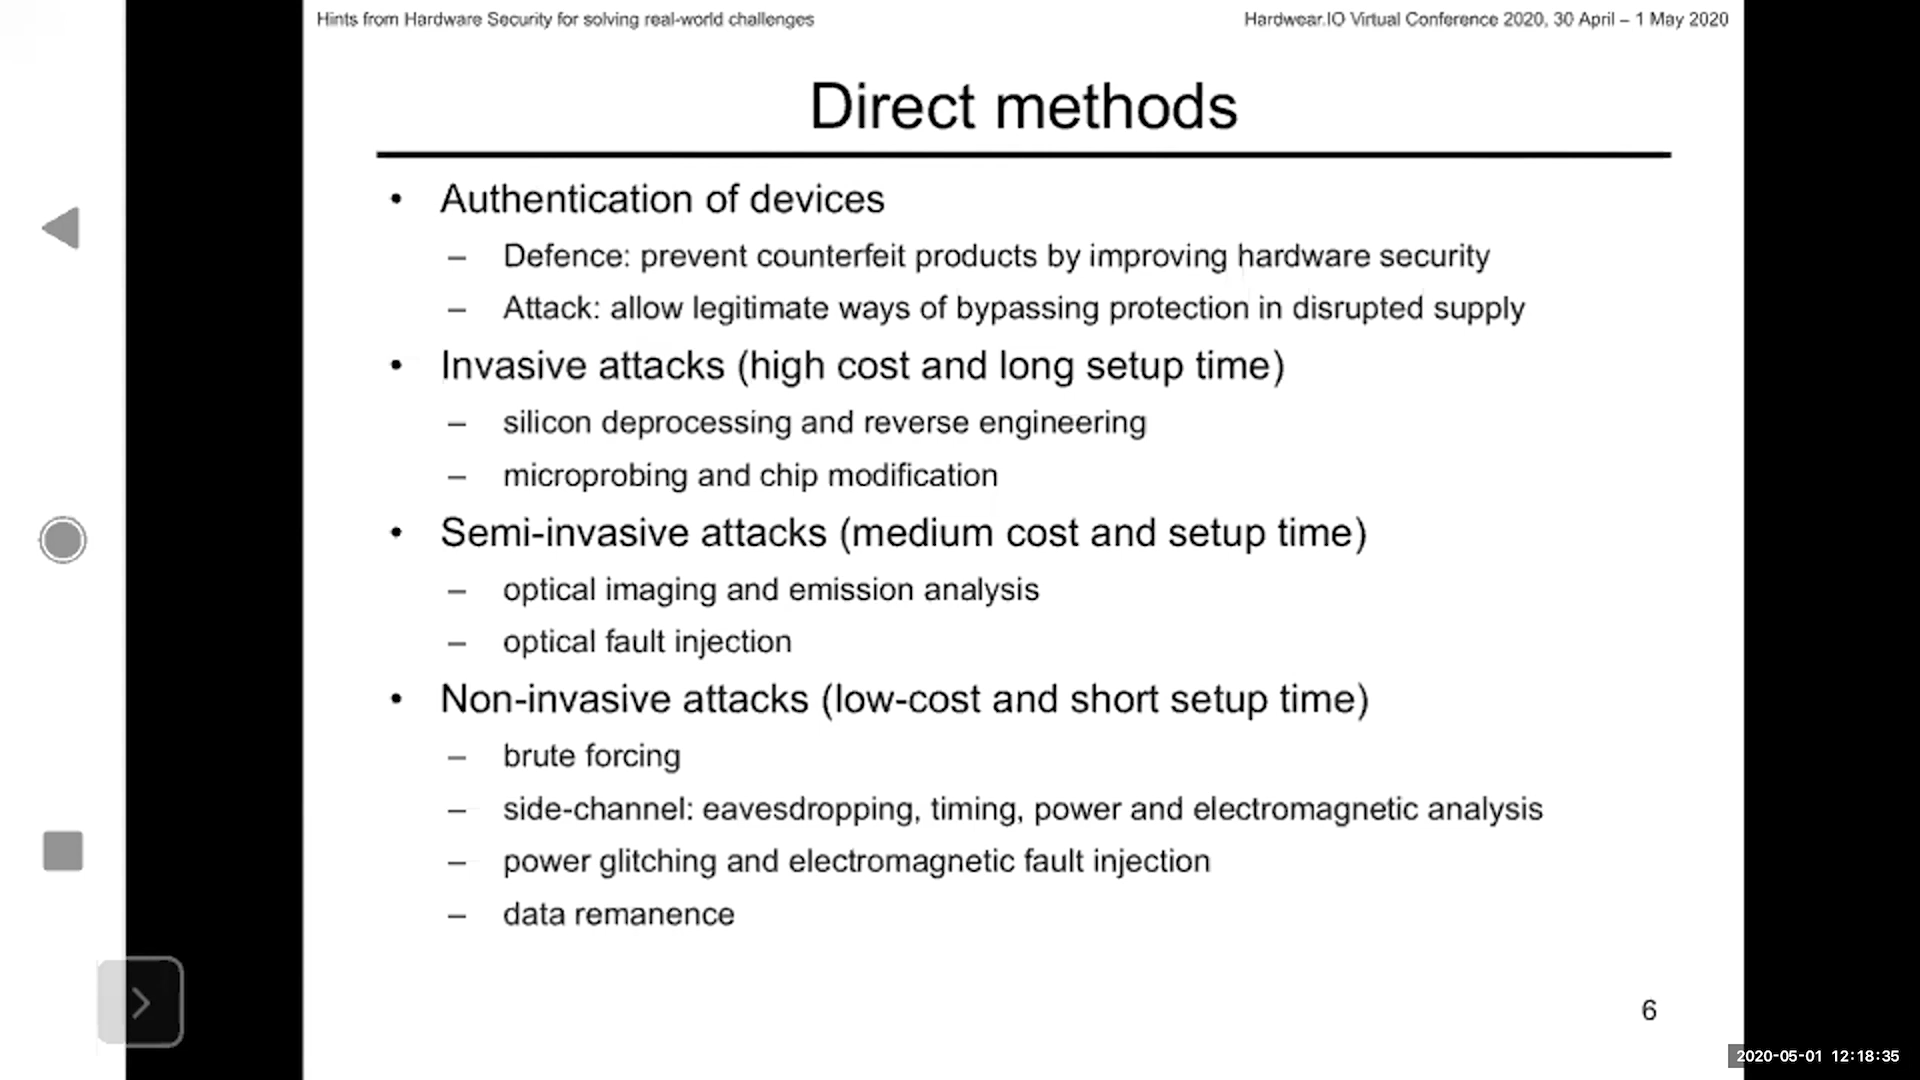 Hints from Hardware Security for solving real-world challenges
Hardwear.IO Virtual Conference 2020, 30 April – 1 May 2020
Direct methods
• Authentication of devices
– Defence: prevent counterfeit products by improving hardware security
– Attack: allow legitimate ways of bypassing protection in disrupted supply
• Invasive attacks (high cost and long setup time)
– silicon deprocessing and reverse engineering
– microprobing and chip modification
• Semi-invasive attacks (medium cost and setup time)
– optical imaging and emission analysis
– optical fault injection
• Non-invasive attacks (low-cost and short setup time)
– brute forcing
– side-channel: eavesdropping, timing, power and electromagnetic analysis
– power glitching and electromagnetic fault injection
– data remanence
6
2020-05-01 12:18:35